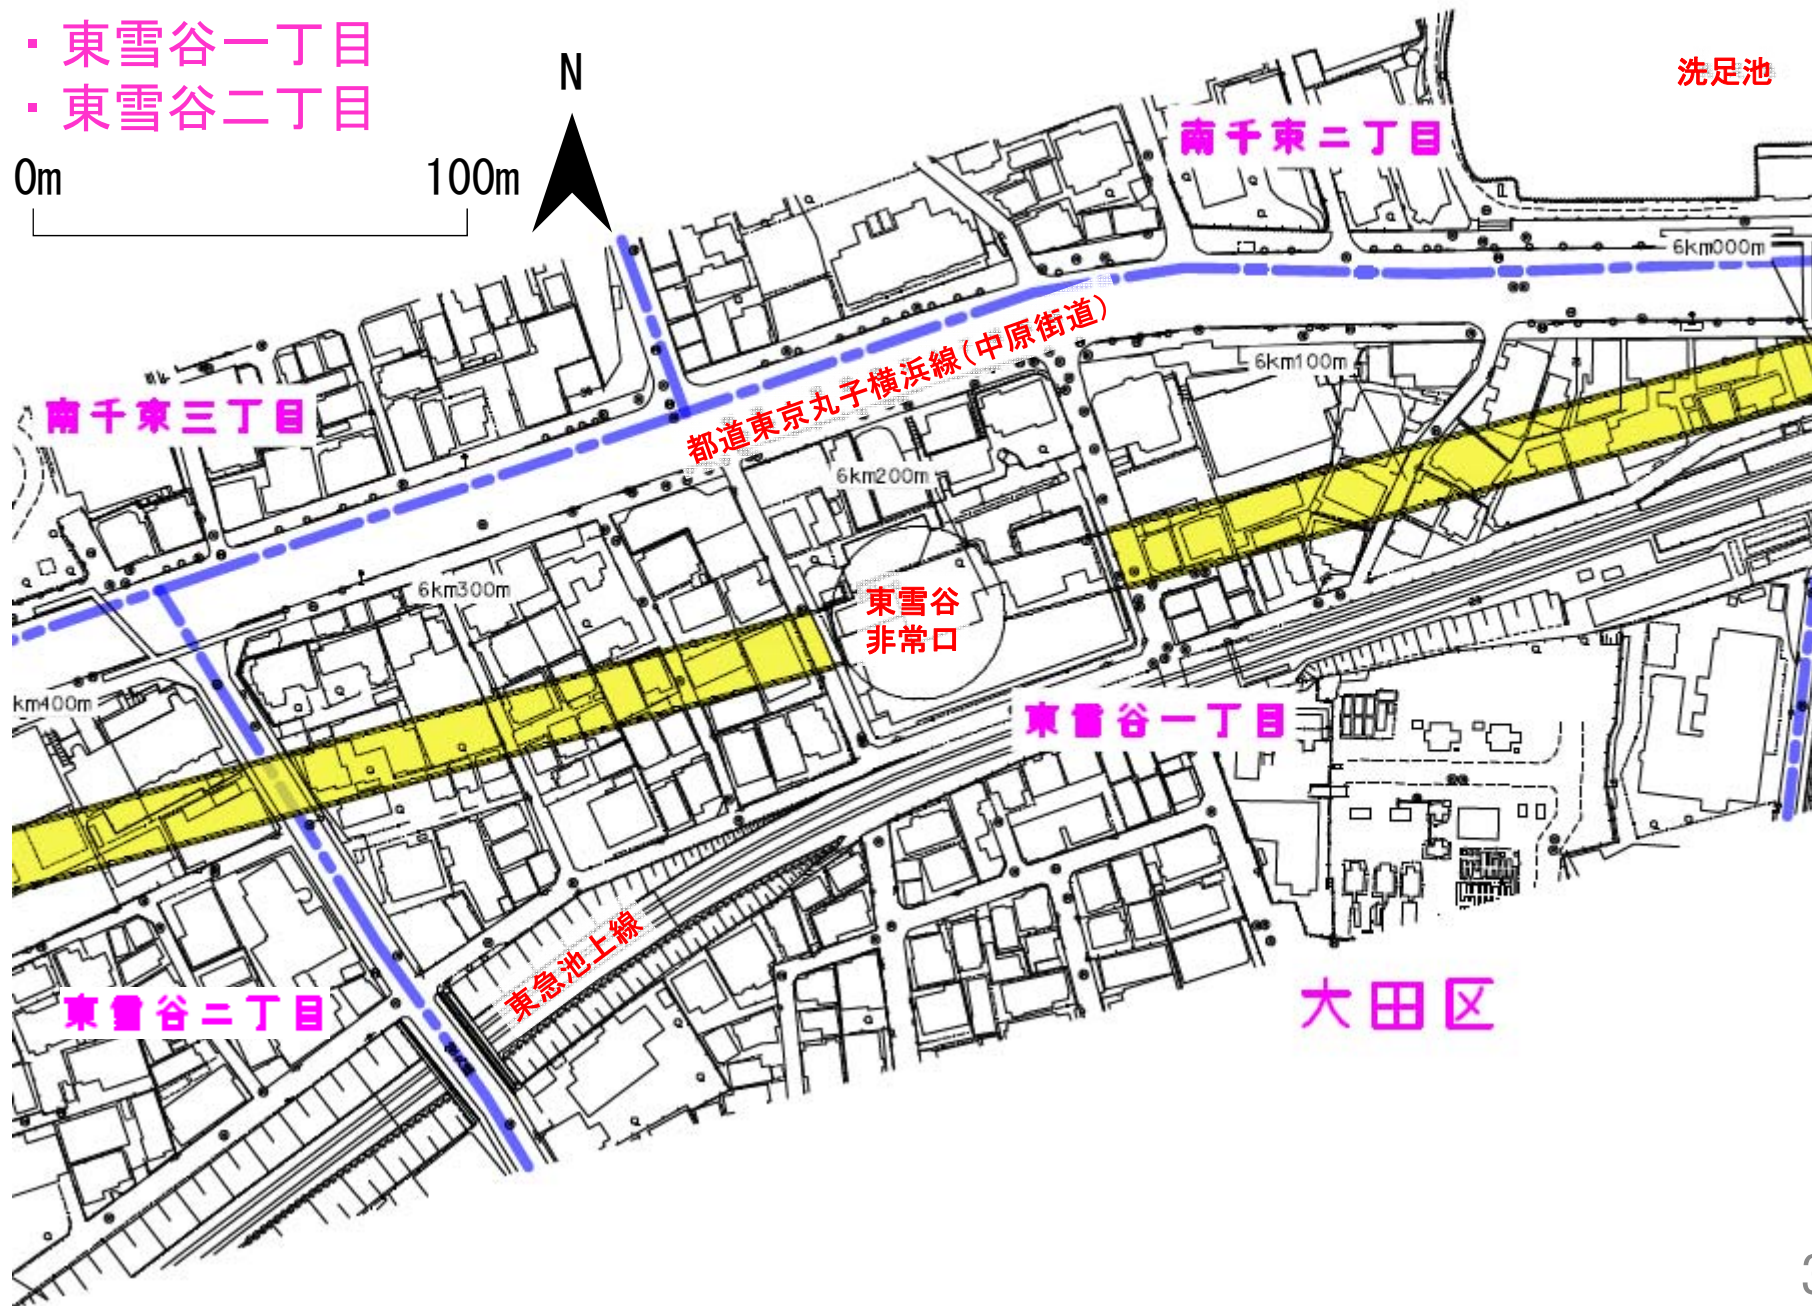 ・東雪谷一丁目
・東雪谷二丁目
0m
100m
N
洗足池
南千束二丁目
6km000m
都道東京丸子横浜線(中原街道)
6km100m
南千束三丁目
6km200m
東雪谷
非常口
6km300m
km400m
東雪谷一丁目
東急池上線
東雪谷二丁目
大田区